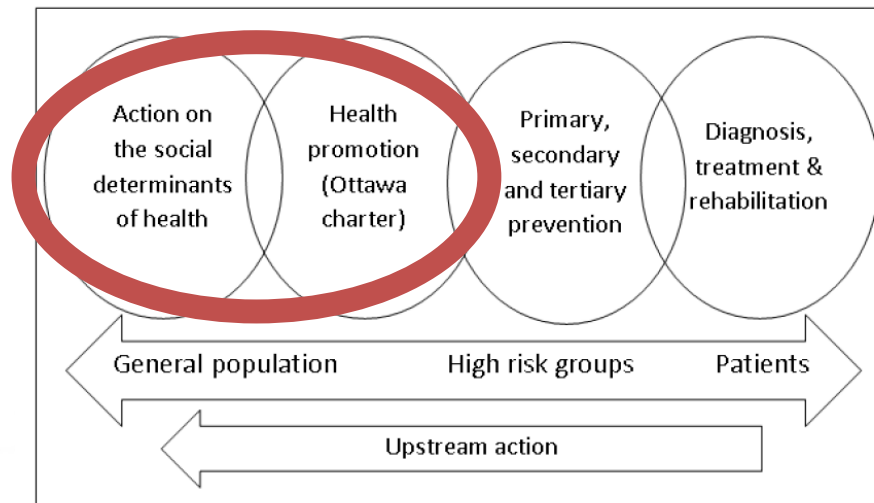 Action on
the social
determinants
of health
Health
promotion
(Ottawa
charter)
Primary,
secondary
and tertiary
prevention
Diagnosis,
treatment &
rehabilitation
General population
High risk groups
Patients
Upstream action